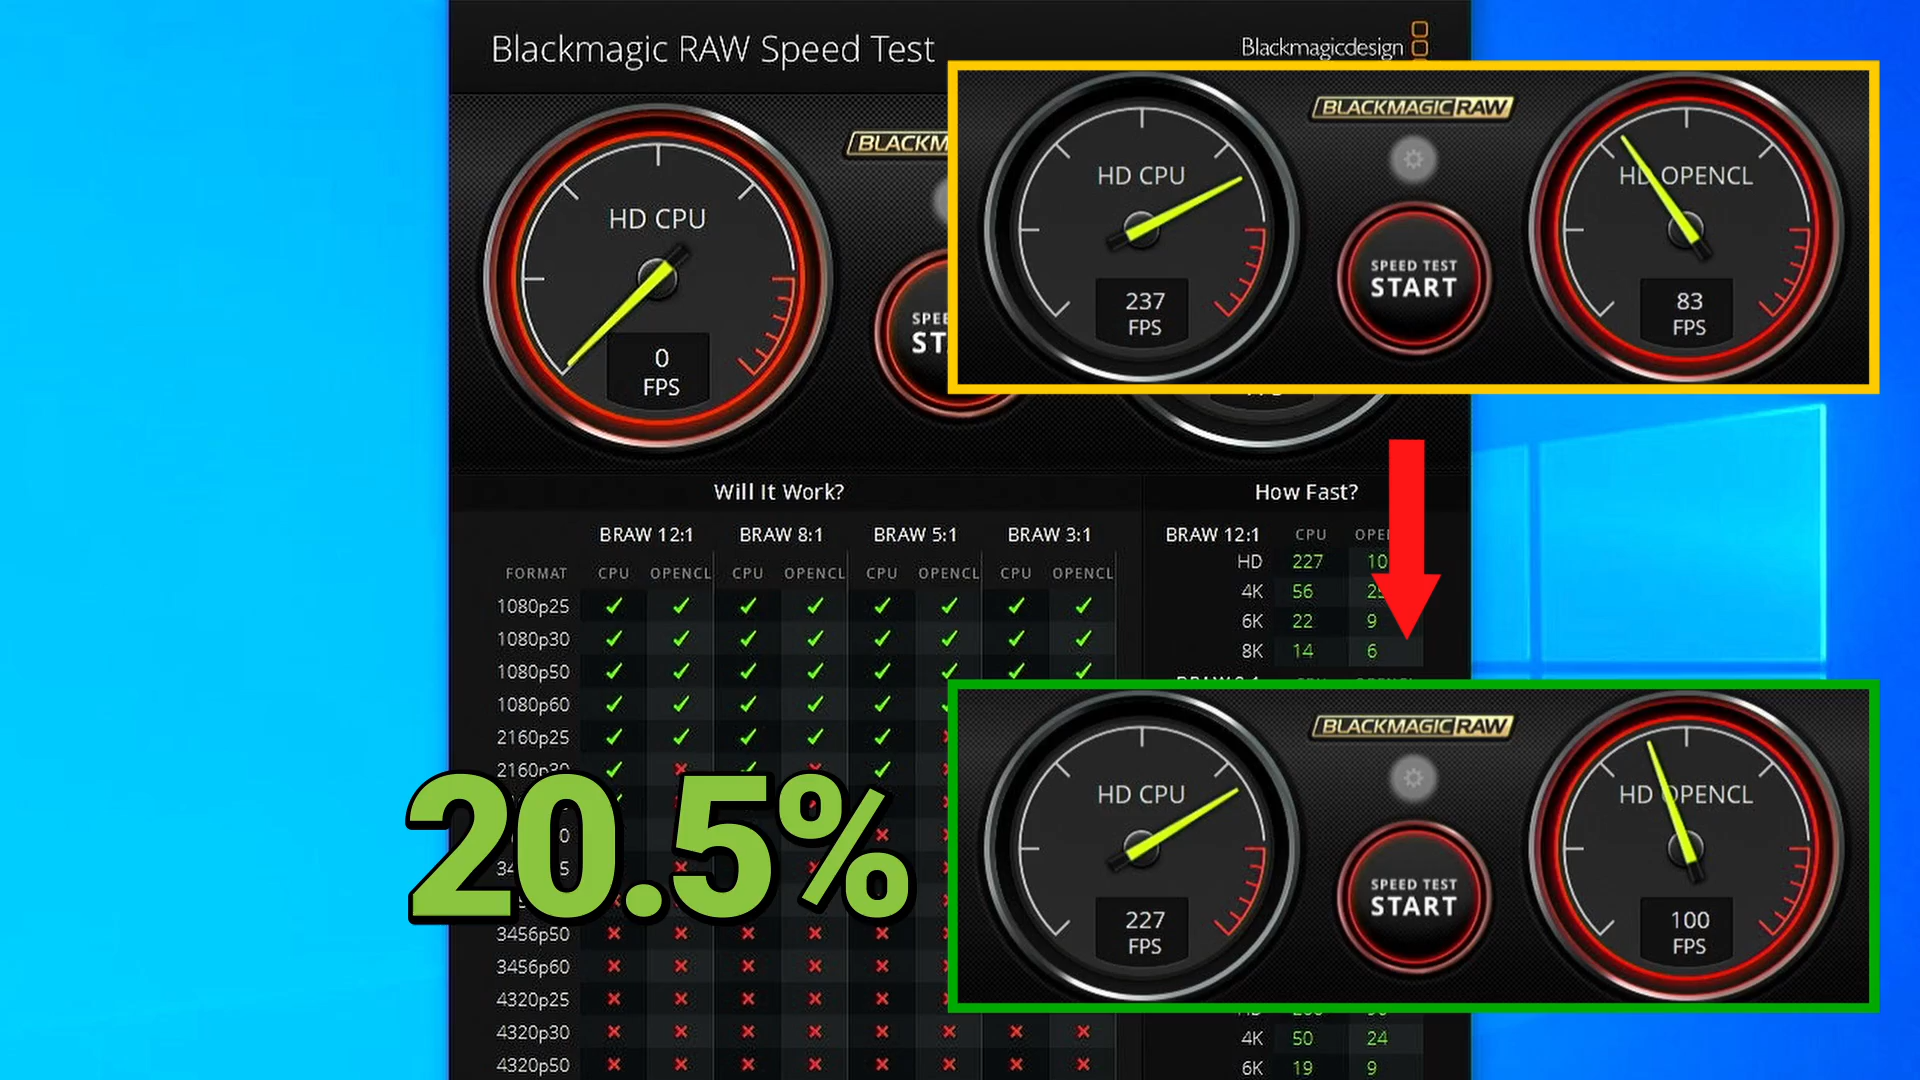 Blackmagic RAW Speed Test
Blackmagicdesign
HD CPU
0
FPS
HD CPU
237
FPS
BLACKMAGICRAW
SPEED TEST
START
HD OPENCL
83
FPS
Will It Work?
BRAW 12:1 BRAW 8:1 BRAW 5:1 BRAW 3:1
FORMAT CPU OPENCL CPU OPENCL CPU OPENCL CPU OPENCL
1080p25
1080p30
1080p50
1080p60
2160p25
2160p30
3456p50
3456p60
4320p25
4320p30
4320p50
How Fast?
BRAW 12:1 CPU
HD 227
4K 56
6K 22 9
8K 14 6
20.5%
HD CPU
227
FPS
BLACKMAGICRAW
SPEED TEST
START
HD OPENCL
100
FPS
4K 50 24
6K 19 9